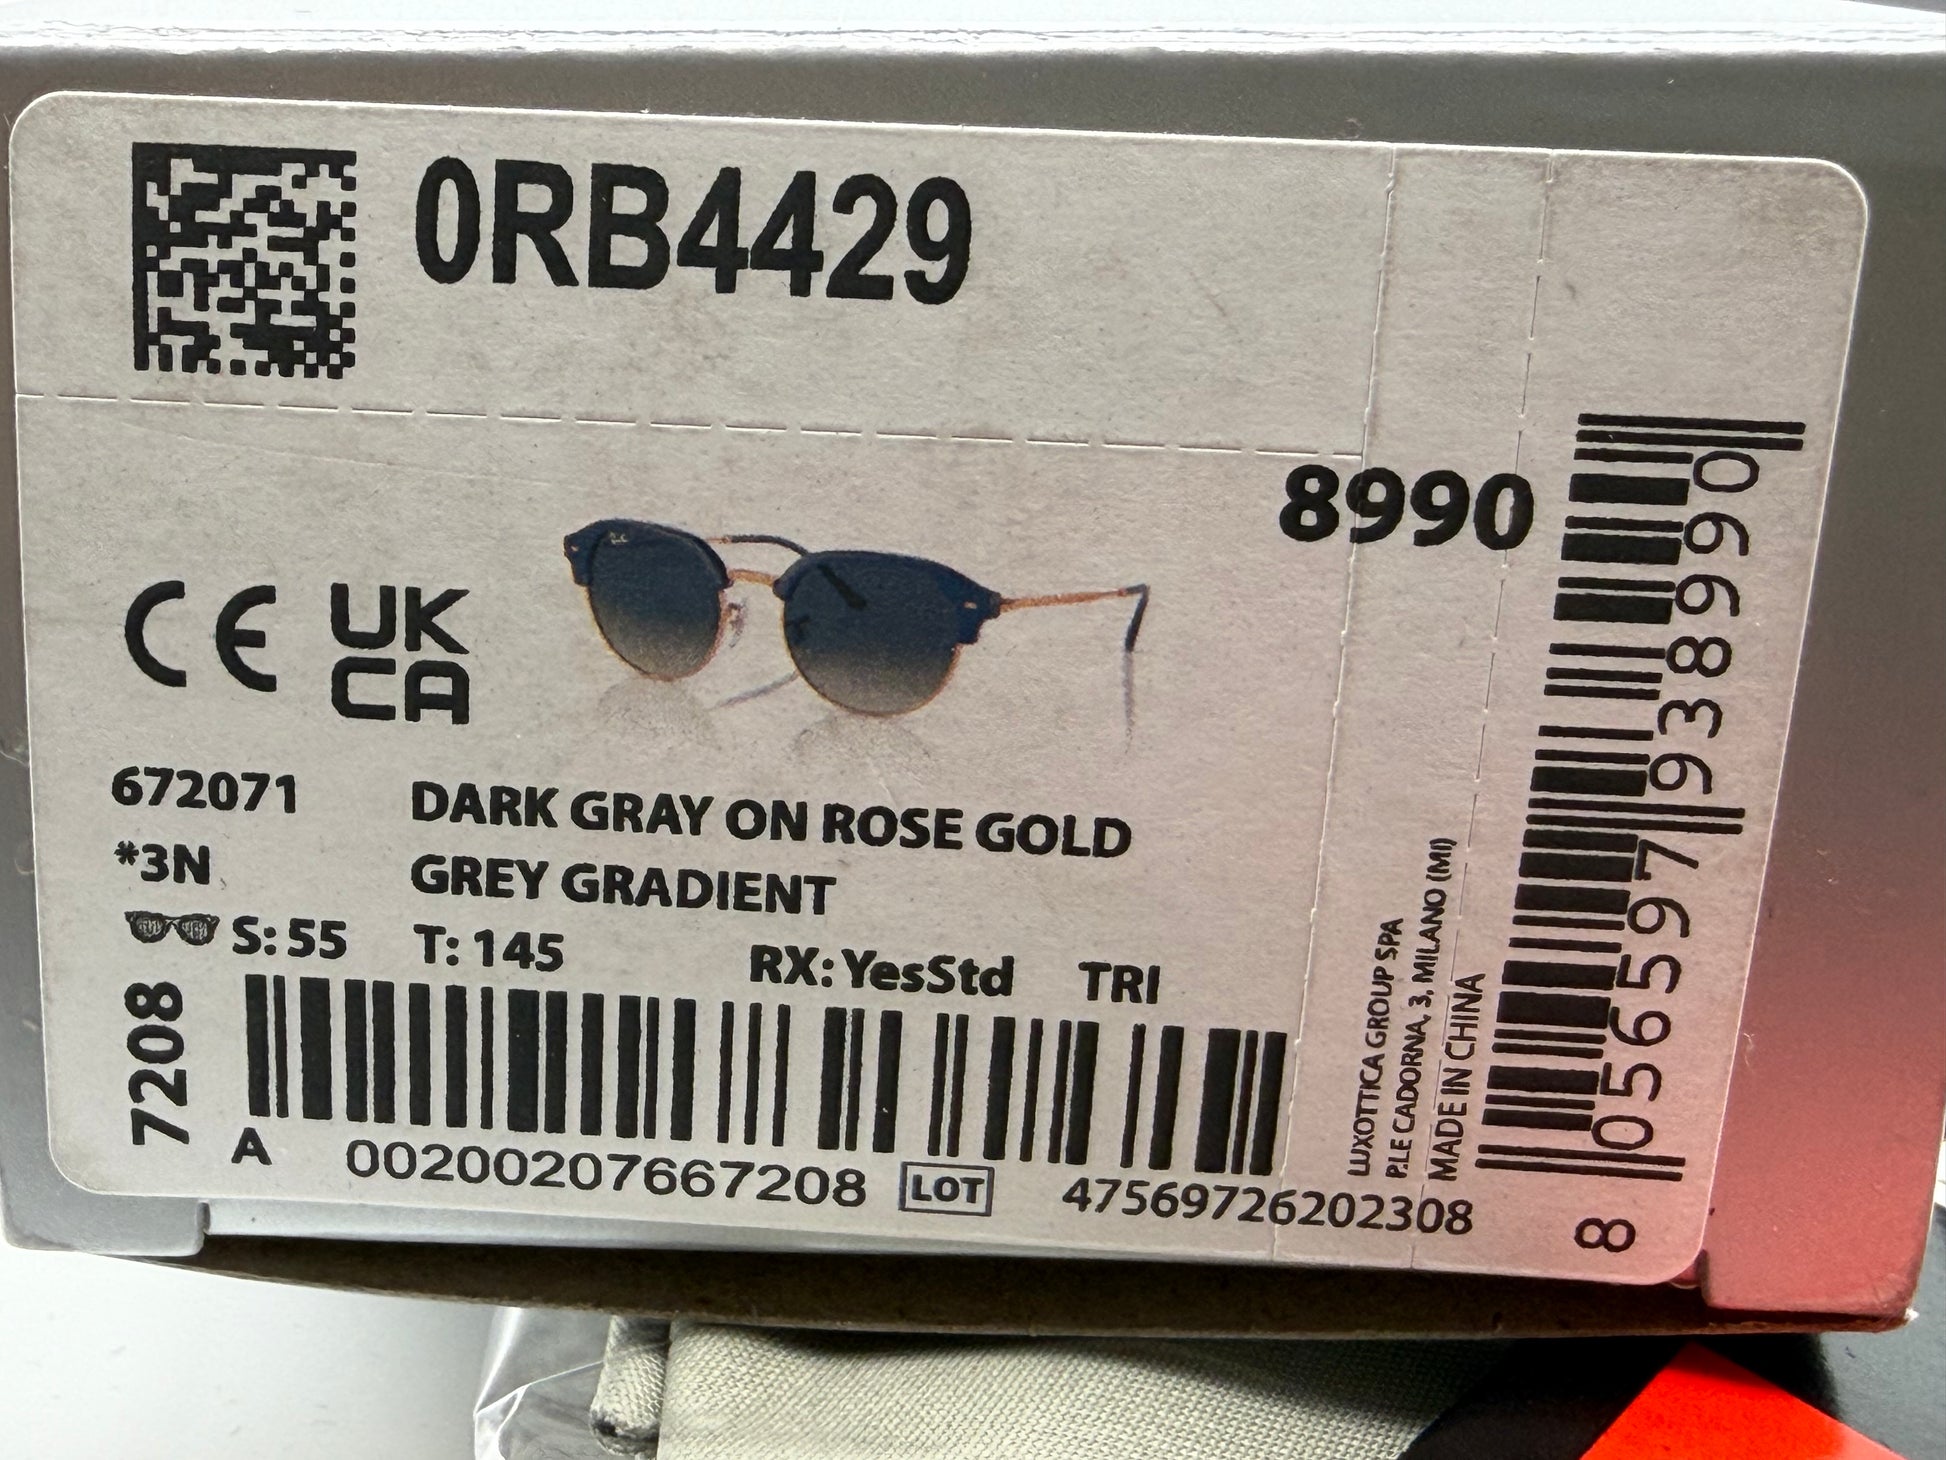 0RB4429
8990
CE
UK
CA
672071
DARK GRAY ON ROSE GOLD
*3N
GREY GRADIENT
S: 55
T: 145
RX: YesStd
TRI
7208
A
00200207667208
LOT
47569726202308
LUXOTTICA GROUP SPA
P.LE CADORNA, 3, MILANO (MI)
MADE IN CHINA
8 056597 938990